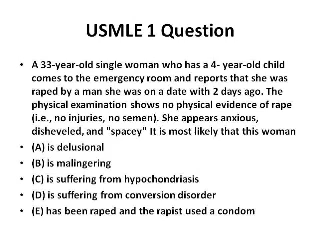 USMLE 1 Question
• A 33-year-old single woman who has a 4- year-old child
comes to the emergency room and reports that she was
raped by a man she was on a date with 2 days ago. The
physical examination shows no physical evidence of rape
(i.e., no injuries, no semen). She appears anxious,
disheveled, and "spacey" It is most likely that this woman
• (A) is delusional
• (B) is malingering
• (C) is suffering from hypochondriasis
• (D) is suffering from conversion disorder
• (E) has been raped and the rapist used a condom